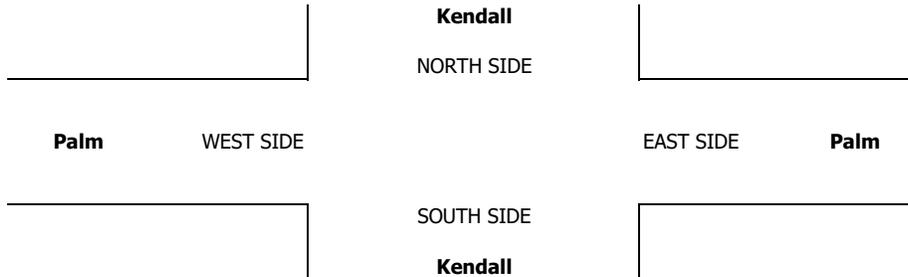 Kendall
NORTH SIDE
Palm WEST SIDE EAST SIDE Palm
SOUTH SIDE
Kendall